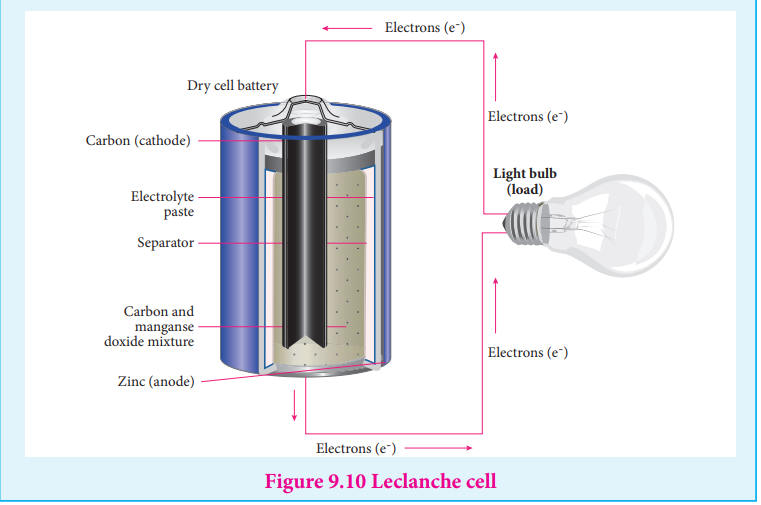 Electrons (e⁻)
Dry cell battery
Electrons (e⁻)
Carbon (cathode)
Light bulb
(load)
Electrolyte
paste
Separator
Carbon and
manganse
doxide mixture
Electrons (e⁻)
Zinc (anode)
Electrons (e⁻)
Figure 9.10 Leclanche cell